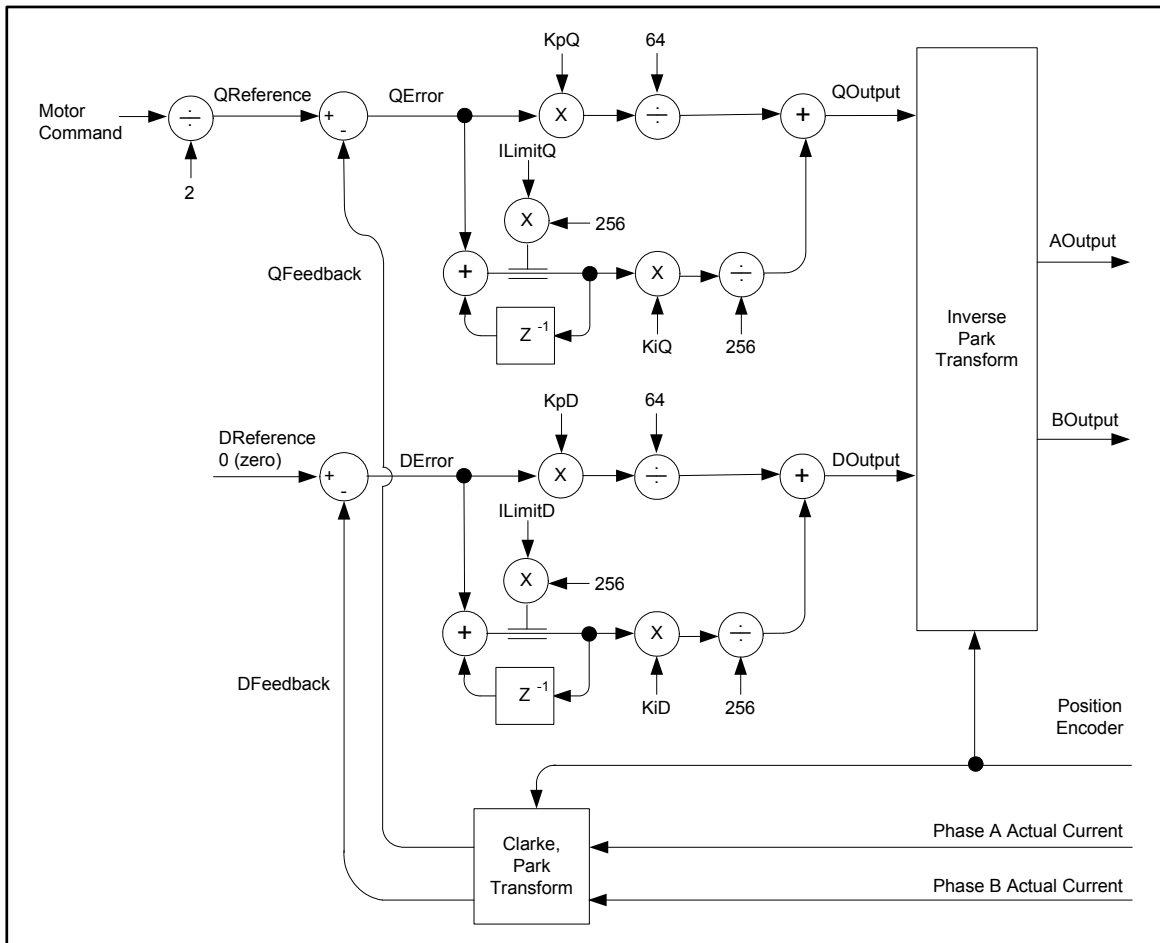 KpQ
64
Motor
Command
÷
QReference
+
-
QError
X
÷
+
QOutput
2
ILimitQ
X
256
QFeedback
+
X
÷
Z -1
KiQ
256
Inverse
Park
Transform
AOutput
BOutput
KpD
64
DReference
0 (zero)
+
-
DError
X
÷
+
DOutput
ILimitD
X
256
+
X
÷
Z -1
KiD
256
DFeedback
Position
Encoder
Clarke,
Park
Transform
Phase A Actual Current
Phase B Actual Current